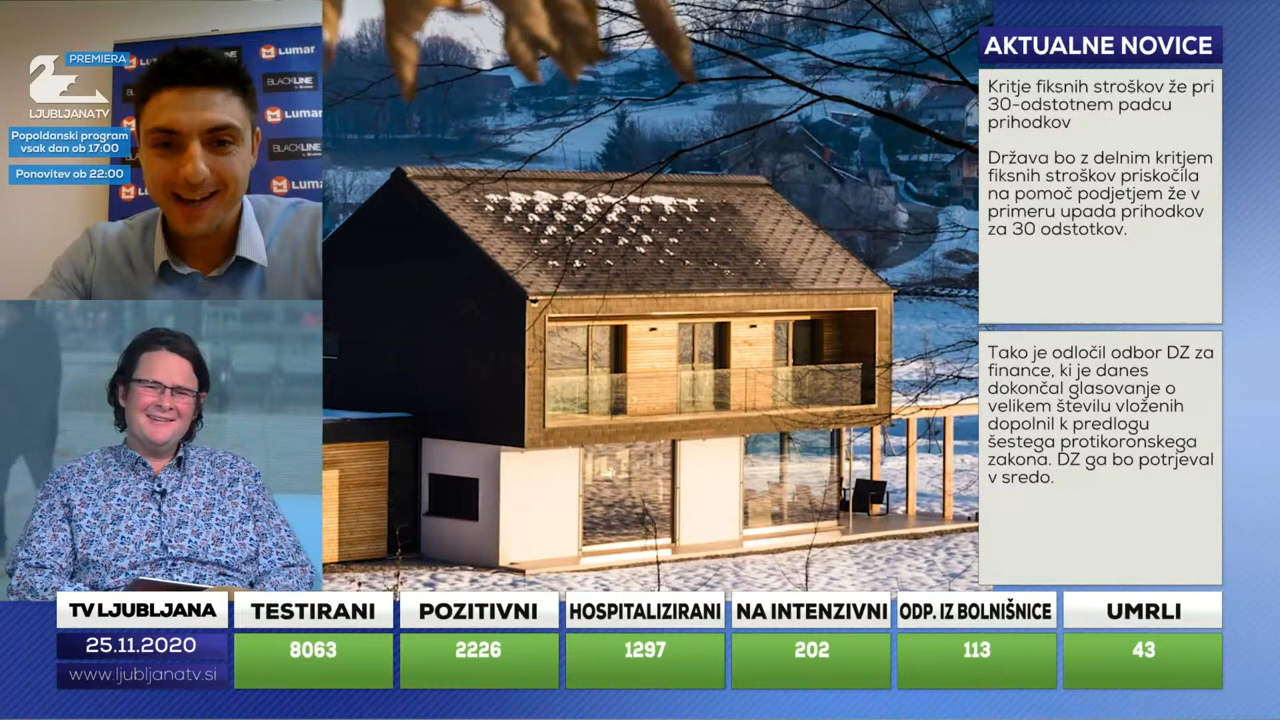 PREMIERA
LJUBLJANATV
Popoldanski program
vsak dan ob 17:00
Ponovitev ob 22:00
Lumar
BLACKLINE
Lumar
BLACKLINE
Lumar
AKTUALNE NOVICE
Kritje fiksnih stroškov že pri
30-odstotnem padcu
prihodkov
Država bo z delnim kritjem
fiksnih stroškov priskočila
na pomoč podjetjem že v
primeru upada prihodkov
za 30 odstotkov.
Tako je odločil odbor DZ za
finance, ki je danes
dokončal glasovanje o
velikem številu vloženih
dopolnil k predlogu
šestega protikoronskega
zakona. DZ ga bo potrjeval
v sredo.
TV LJUBLJANA
25.11.2020
www.ljubljanatv.si
TESTIRANI
8063
POZITIVNI
2226
HOSPITALIZIRANI
1297
NA INTENZIVNI
202
ODP. IZ BOLNIŠNICE
113
UMRLI
43